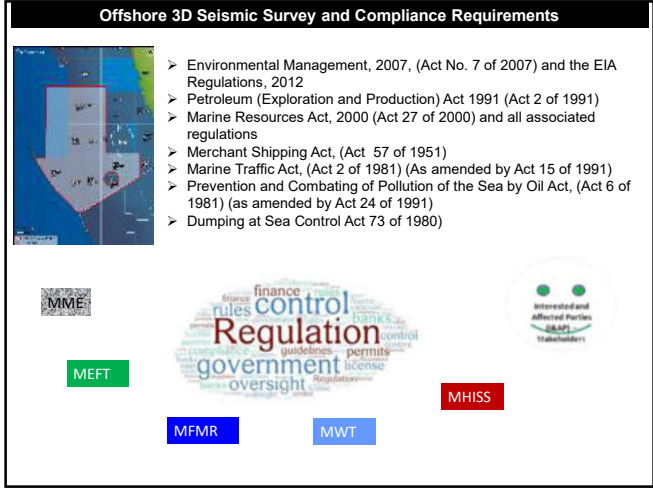 Offshore 3D Seismic Survey and Compliance Requirements
➢ Environmental Management, 2007, (Act No. 7 of 2007) and the EIA
Regulations, 2012
➢ Petroleum (Exploration and Production) Act 1991 (Act 2 of 1991)
➢ Marine Resources Act, 2000 (Act 27 of 2000) and all associated
regulations
➢ Merchant Shipping Act, (Act 57 of 1951)
➢ Marine Traffic Act, (Act 2 of 1981) (As amended by Act 15 of 1991)
➢ Prevention and Combating of Pollution of the Sea by Oil Act, (Act 6 of
1981) (as amended by Act 24 of 1991)
➢ Dumping at Sea Control Act 73 of 1980)
MME
finance rules
finance
rules control
permits banks
Regulation control
compliance guidelines permits
government license
banks oversight Regulation
Interested and
Affected Parties
(I&AP) –
Stakeholders
MEFT
MHISS
MFMR
MWT